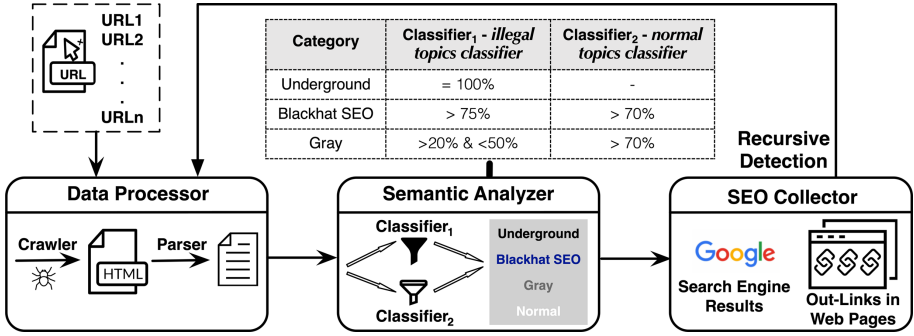 URL1
URL2
.
.
.
URLn
URL
Category
Classifier1 - illegal topics classifier
Classifier2 - normal topics classifier
Underground
= 100%
-
Blackhat SEO
> 75%
> 70%
Gray
>20% & <50%
> 70%
Recursive
Detection
Data Processor
Crawler
HTML
Parser
Semantic Analyzer
Classifier1
Classifier2
Underground
Blackhat SEO
Gray
Normal
SEO Collector
Google
Search Engine
Results
Out-Links in
Web Pages